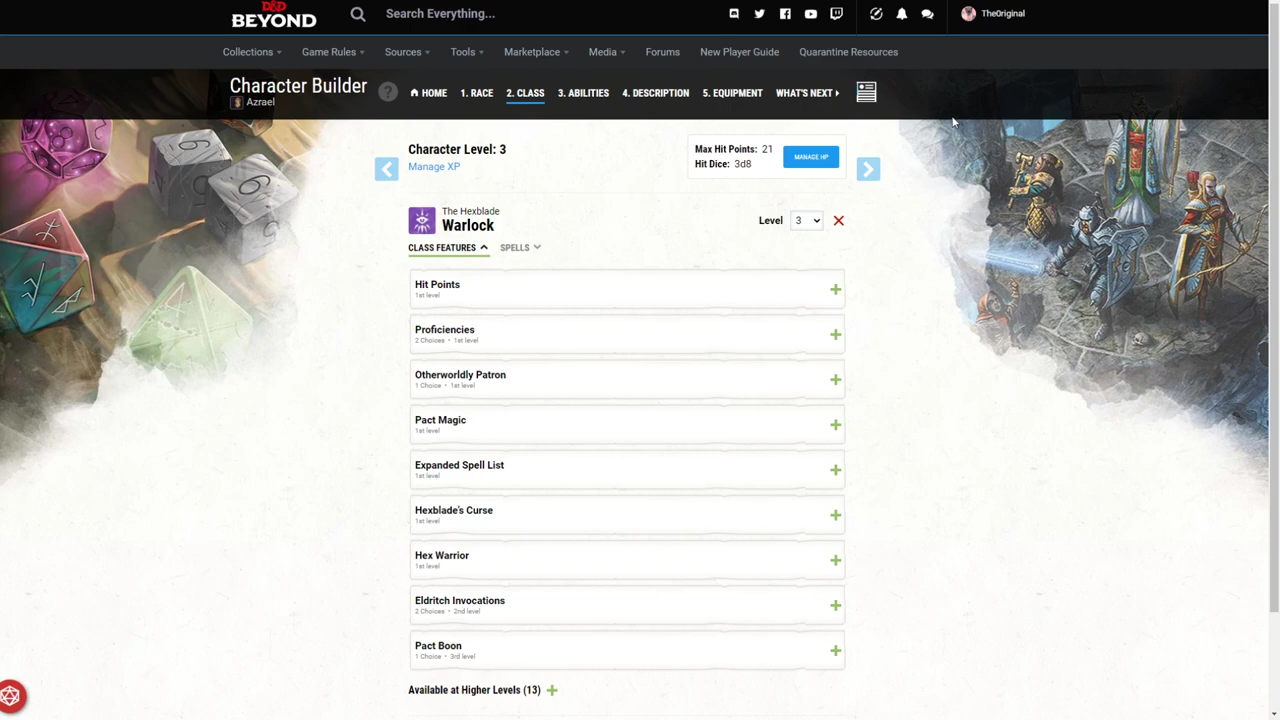 D&D
BEYOND
Search Everything...
TheOriginal
Collections
Game Rules
Sources
Tools
Marketplace
Media
Forums
New Player Guide
Quarantine Resources
Character Builder
Azrael
?
HOME
1. RACE
2. CLASS
3. ABILITIES
4. DESCRIPTION
5. EQUIPMENT
WHAT'S NEXT
Character Level: 3
Manage XP
Max Hit Points: 21
Hit Dice: 3d8
MANAGE HP
The Hexblade
Warlock
Level 3
CLASS FEATURES
SPELLS
Hit Points
1st level
Proficiencies
2 Choices • 1st level
Otherworldly Patron
1 Choice • 1st level
Pact Magic
1st level
Expanded Spell List
1st level
Hexblade's Curse
1st level
Hex Warrior
1st level
Eldritch Invocations
2 Choices • 2nd level
Pact Boon
1 Choice • 3rd level
Available at Higher Levels (13)